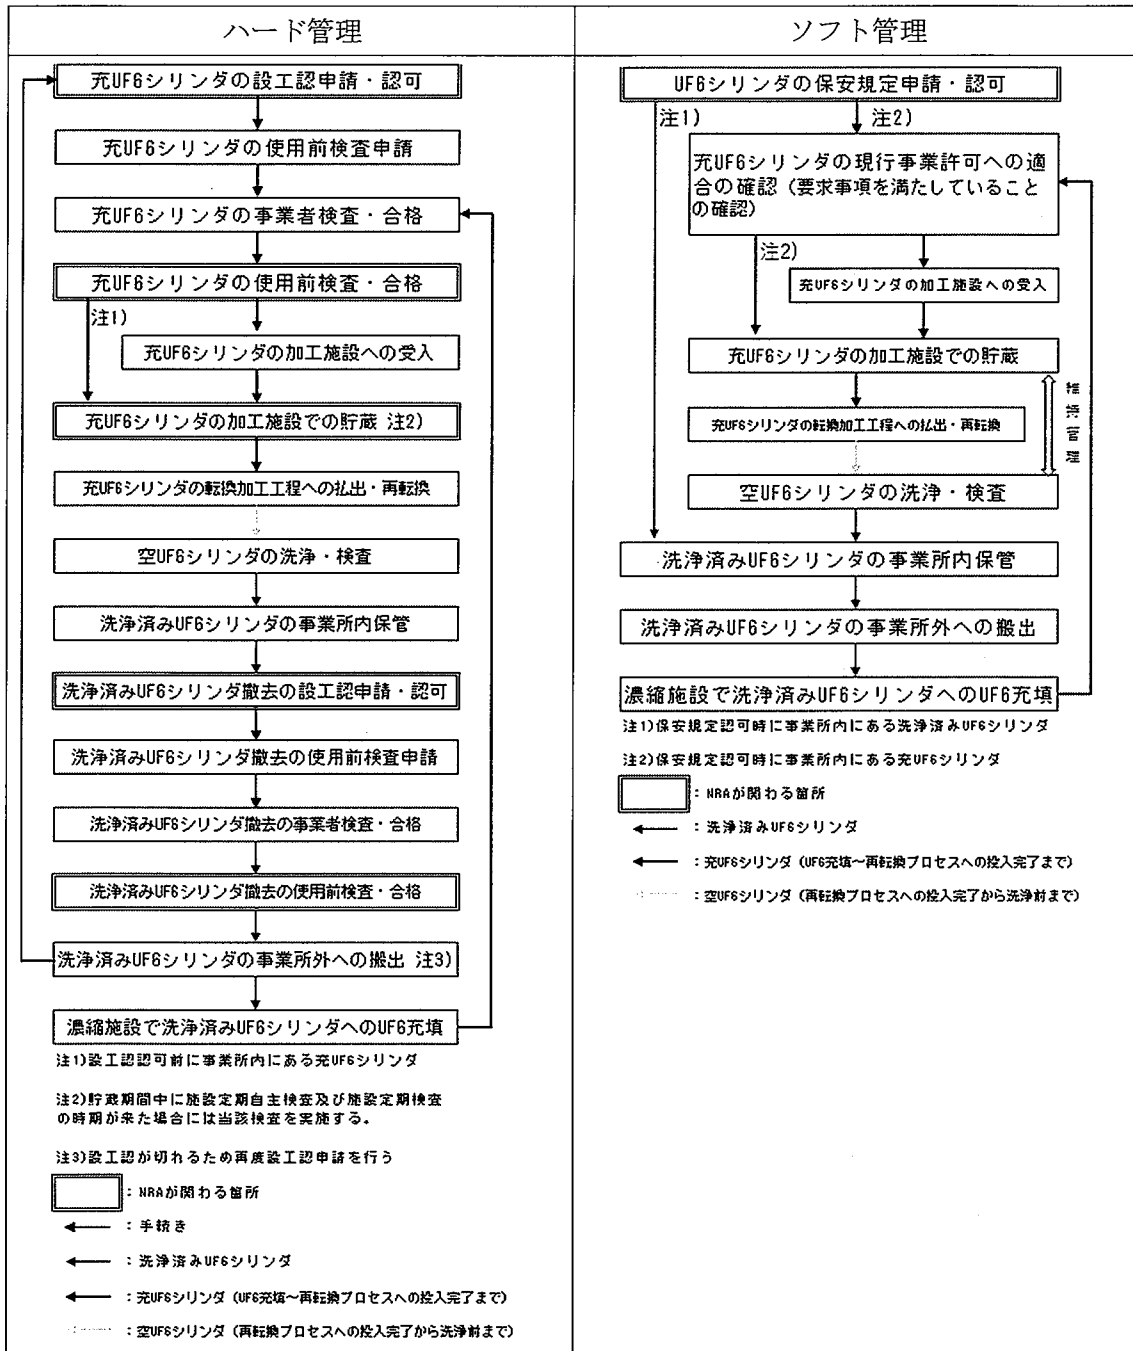 ハード管理
充UF6シリンダの設工認申請・認可
充UF6シリンダの使用前検査申請
充UF6シリンダの事業者検査・合格
充UF6シリンダの使用前検査・合格
注1)
充UF6シリンダの加工施設への受入
充UF6シリンダの加工施設での貯蔵 注2)
充UF6シリンダの転換加工工程への払出・再転換
空UF6シリンダの洗浄・検査
洗浄済みUF6シリンダの事業所内保管
洗浄済みUF6シリンダ撤去の設工認申請・認可
洗浄済みUF6シリンダ撤去の使用前検査申請
洗浄済みUF6シリンダ撤去の事業者検査・合格
洗浄済みUF6シリンダ撤去の使用前検査・合格
洗浄済みUF6シリンダの事業所外への搬出 注3)
濃縮施設で洗浄済みUF6シリンダへのUF6充填
注1)設工認認可前に事業所内にある充UF6シリンダ
注2)貯蔵期間中に施設定期自主検査及び施設定期検査
の時期が来た場合には当該検査を実施する。
注3)設工認が切れるため再度設工認申請を行う
：NRAが関わる箇所
：手続き
：洗浄済みUF6シリンダ
：充UF6シリンダ（UF6充填～再転換プロセスへの投入完了まで）
：空UF6シリンダ（再転換プロセスへの投入完了から洗浄前まで）
ソフト管理
UF6シリンダの保安規定申請・認可
注1)
注2)
充UF6シリンダの現行事業許可への適
合の確認（要求事項を満たしていること
の確認）
注2)
充UF6シリンダの加工施設への受入
充UF6シリンダの加工施設での貯蔵
充UF6シリンダの転換加工工程への払出・再転換
空UF6シリンダの洗浄・検査
洗浄済みUF6シリンダの事業所内保管
洗浄済みUF6シリンダの事業所外への搬出
濃縮施設で洗浄済みUF6シリンダへのUF6充填
注1)保安規定認可時に事業所内にある洗浄済みUF6シリンダ
注2)保安規定認可時に事業所内にある充UF6シリンダ
：NRAが関わる箇所
：洗浄済みUF6シリンダ
：充UF6シリンダ（UF6充填～再転換プロセスへの投入完了まで）
：空UF6シリンダ（再転換プロセスへの投入完了から洗浄前まで）